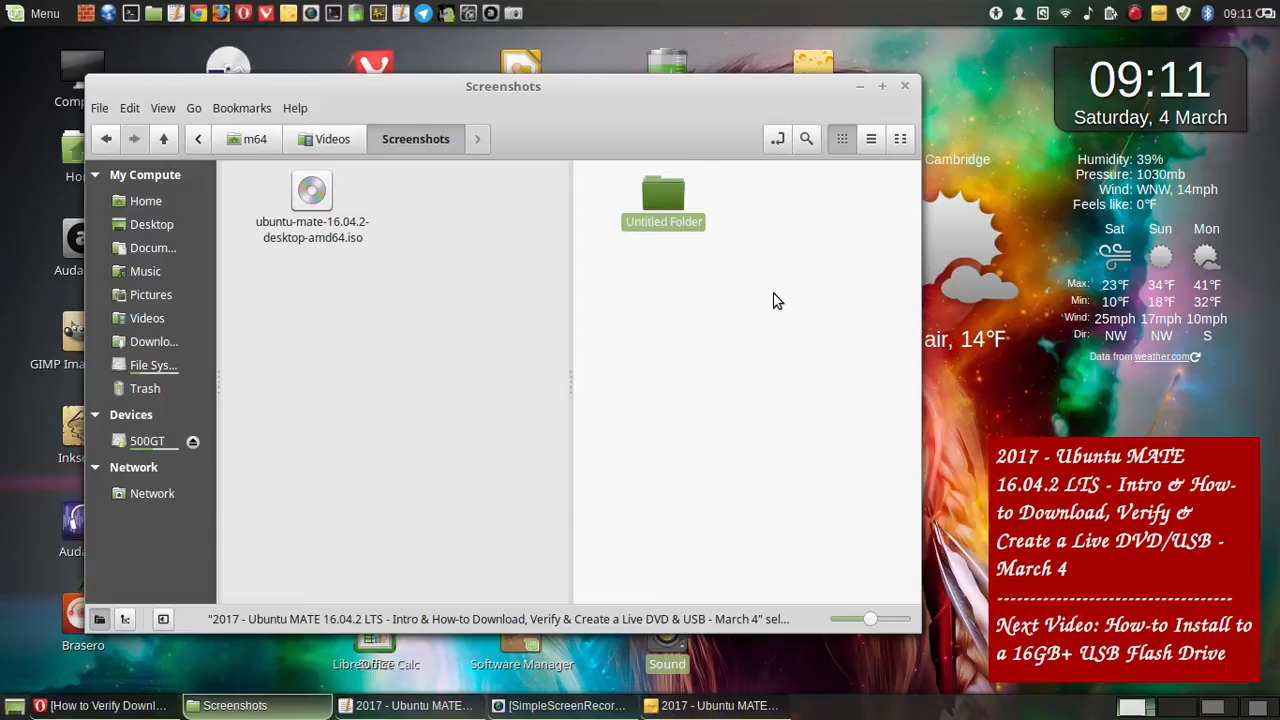 Menu
09:11
Comp
Ho
Auda
GIMP Ima
Inks
Auda
Brasero
Screenshots
File Edit View Go Bookmarks Help
m64 Videos Screenshots
My Compute
Home
Desktop
Docum...
Music
Pictures
Videos
Downlo...
File Sys...
Trash
Devices
500GT
Network
Network
ubuntu-mate-16.04.2-
desktop-amd64.iso
Untitled Folder
"2017 - Ubuntu MATE 16.04.2 LTS - Intro & How-to Download, Verify & Create a Live DVD & USB - March 4" sel...
Calc
Software Manager
Sound
09:11
Saturday, 4 March
Cambridge
Humidity: 39%
Pressure: 1030mb
Wind: WNW, 14mph
Feels like: 0°F
Sat Sun Mon
Max: 23°F 34°F 41°F
Min: 10°F 18°F 32°F
Wind: 25mph 17mph 10mph
Dir: NW NW S
air, 14°F
Data from weather.com
2017 - Ubuntu MATE
16.04.2 LTS - Intro & How-
to Download, Verify &
Create a Live DVD/USB -
March 4
-----------------------------------
Next Video: How-to Install to
a 16GB+ USB Flash Drive
[How to Verify Downl...
Screenshots
2017 - Ubuntu MATE...
[SimpleScreenRecor...
2017 - Ubuntu MATE...